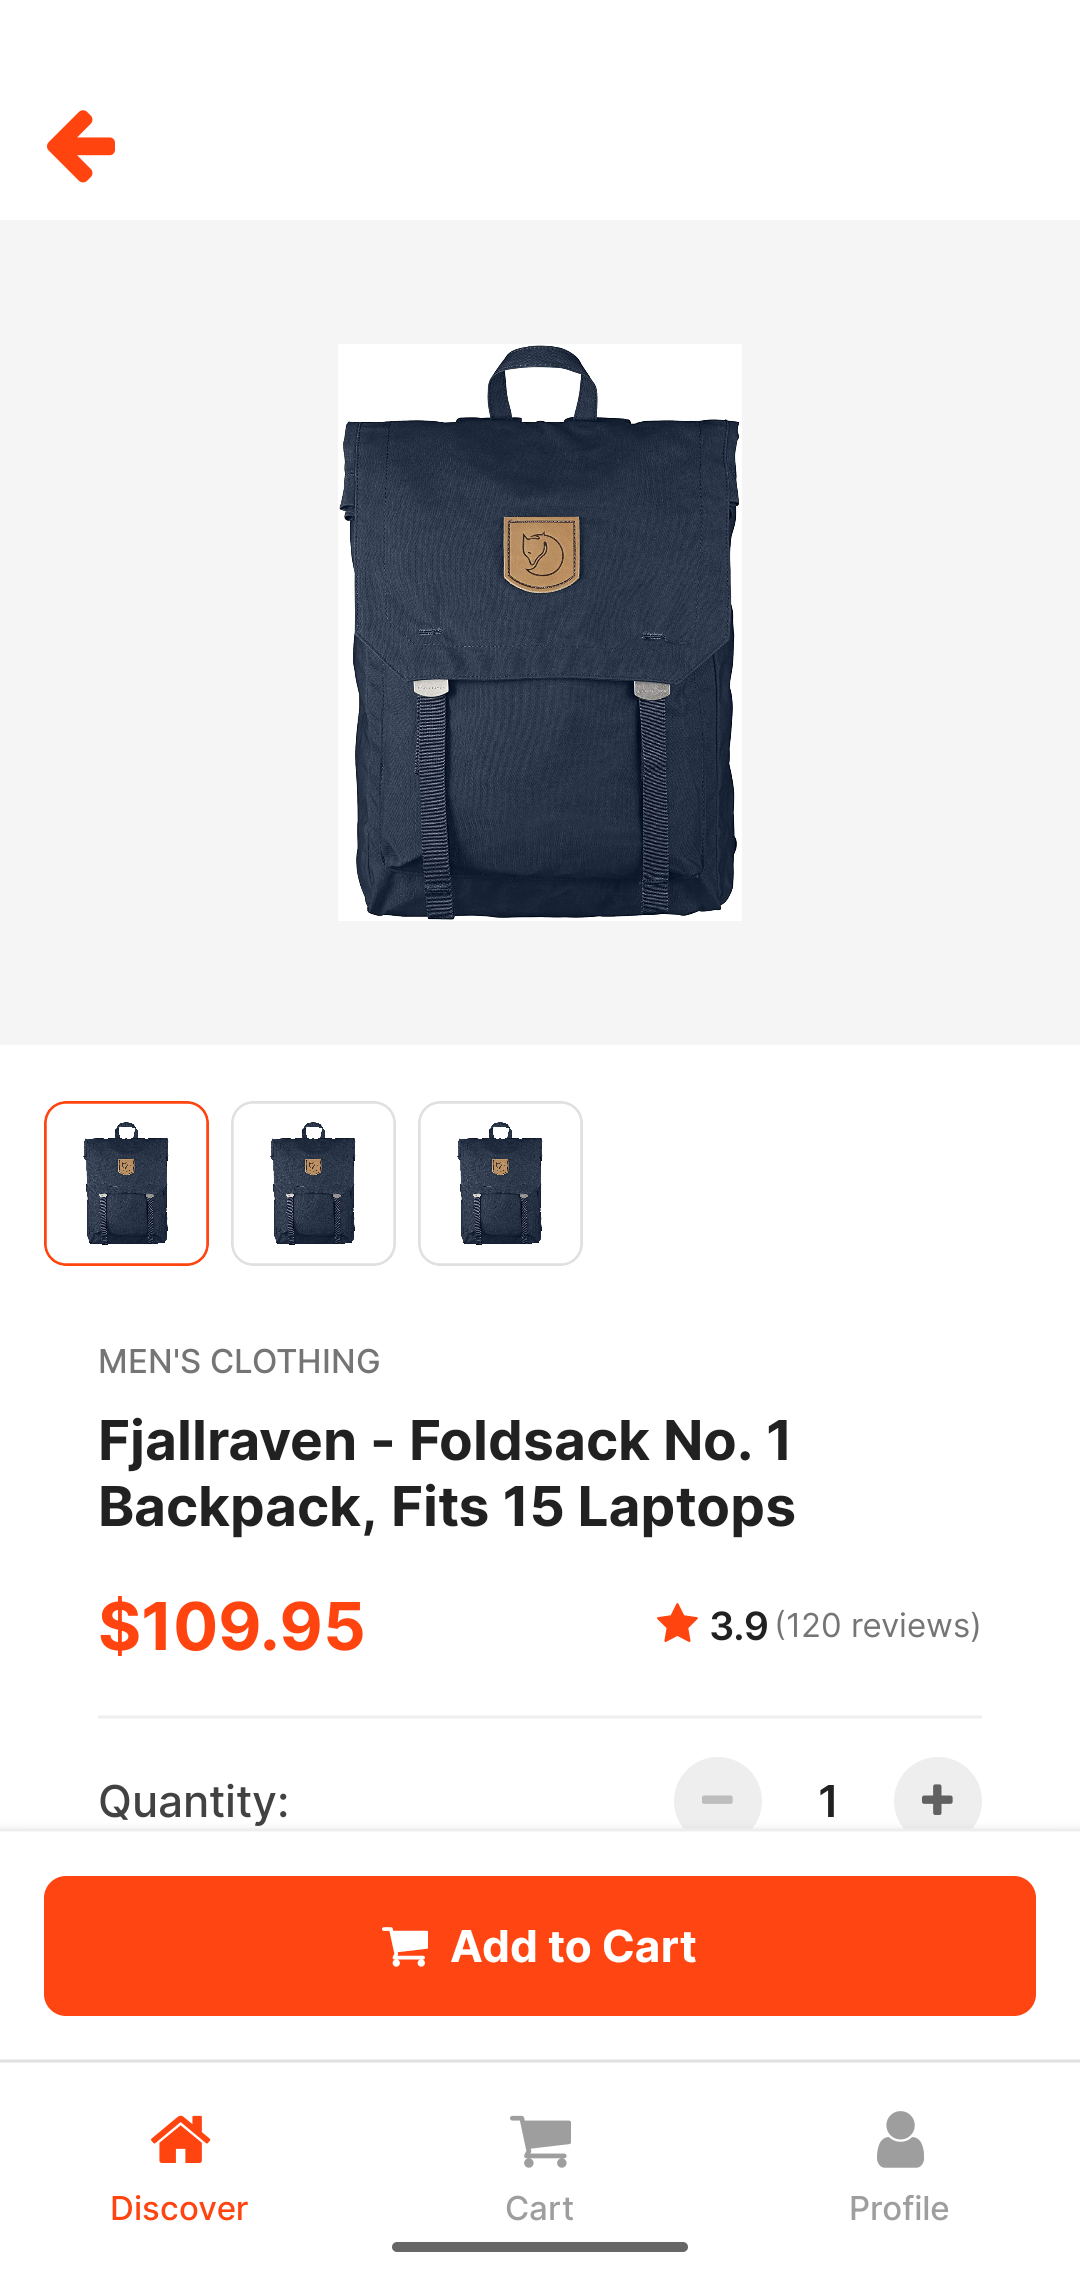 MEN'S CLOTHING
Fjallraven - Foldsack No. 1
Backpack, Fits 15 Laptops
$109.95
3.9 (120 reviews)
Quantity:
1
Add to Cart
Discover
Cart
Profile